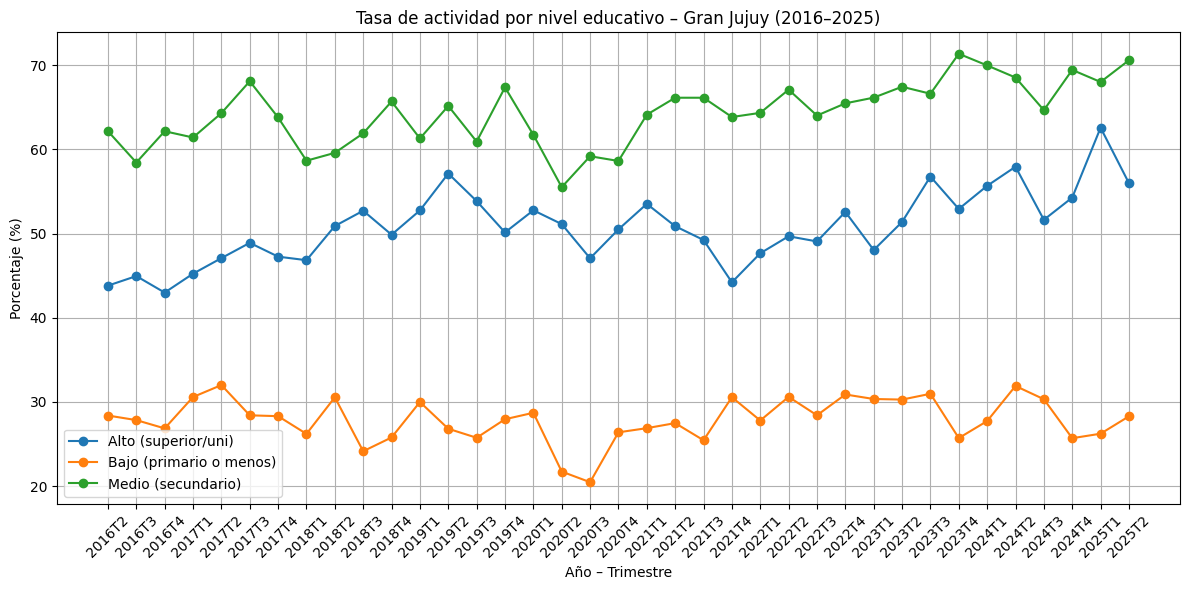 Tasa de actividad por nivel educativo – Gran Jujuy (2016–2025)
Porcentaje (%)
70
60
50
40
30
20
Alto (superior/uni)
Bajo (primario o menos)
Medio (secundario)
2016T2
2016T3
2016T4
2017T1
2017T2
2017T3
2017T4
2018T1
2018T2
2018T3
2018T4
2019T1
2019T2
2019T3
2019T4
2020T1
2020T2
2020T3
2020T4
2021T1
2021T2
2021T3
2021T4
2022T1
2022T2
2022T3
2022T4
2023T1
2023T2
2023T3
2023T4
2024T1
2024T2
2024T3
2024T4
2025T1
2025T2
Año – Trimestre